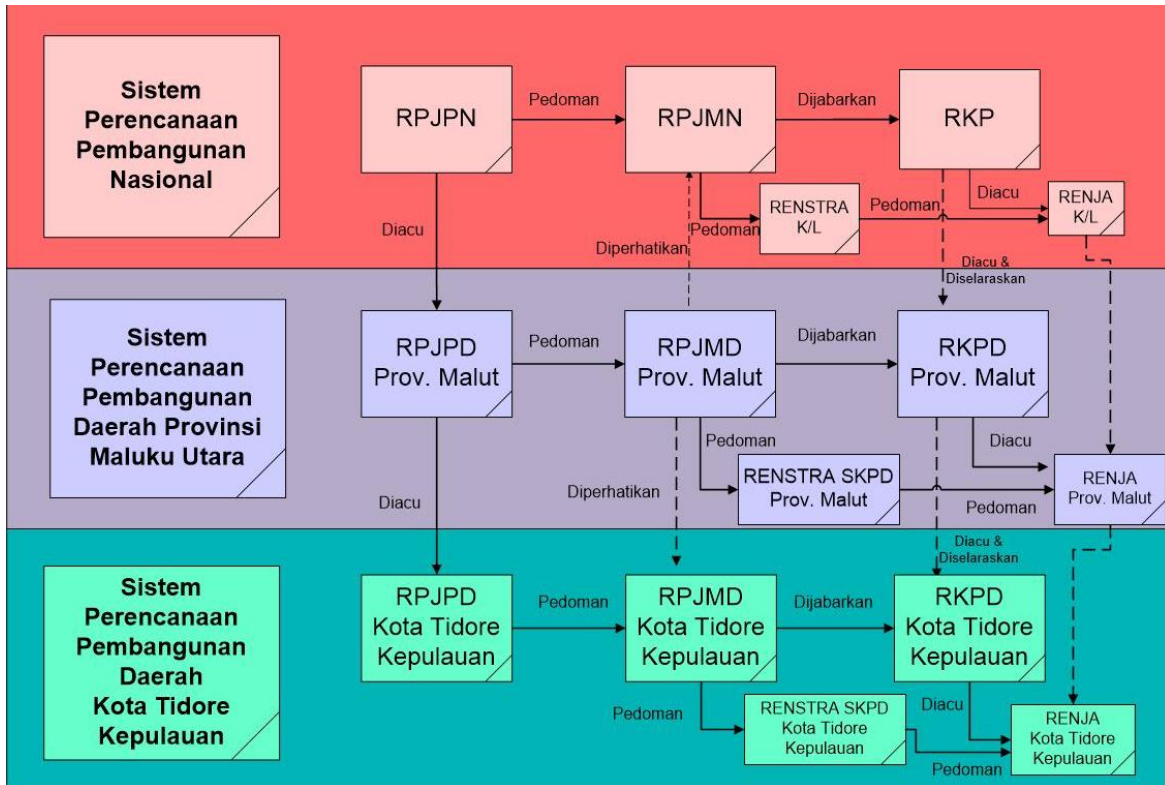 Sistem
Perencanaan
Pembangunan
Nasional
RPJPN
Pedoman
RPJMN
Dijabarkan
RKP
Diacu
Diperhatikan
Pedoman
RENSTRA
K/L
Pedoman
Diacu
RENJA
K/L
Diacu &
Diselaraskan
Sistem
Perencanaan
Pembangunan
Daerah Provinsi
Maluku Utara
RPJPD
Prov. Malut
Pedoman
RPJMD
Prov. Malut
Dijabarkan
RKPD
Prov. Malut
Diacu
Diperhatikan
Pedoman
RENSTRA SKPD
Prov. Malut
Diacu
Pedoman
RENJA
Prov. Malut
Diacu &
Diselaraskan
Sistem
Perencanaan
Pembangunan
Daerah
Kota Tidore
Kepulauan
RPJPD
Kota Tidore
Kepulauan
Pedoman
RPJMD
Kota Tidore
Kepulauan
Dijabarkan
RKPD
Kota Tidore
Kepulauan
Pedoman
RENSTRA SKPD
Kota Tidore
Kepulauan
Diacu
Pedoman
RENJA
Kota Tidore
Kepulauan